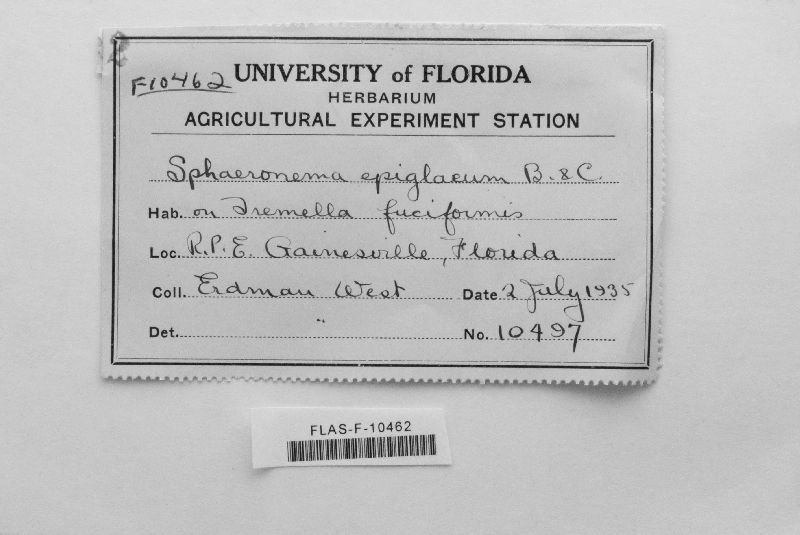 F10462
UNIVERSITY of FLORIDA
HERBARIUM
AGRICULTURAL EXPERIMENT STATION
Sphaeronema epiglaeum B. & C.
Hab. on Tremella fuciformis
Loc. R.P.E. Gainesville, Florida
Coll. Erdman West Date 2 July 1935
Det. " No. 10497
FLAS-F-10462